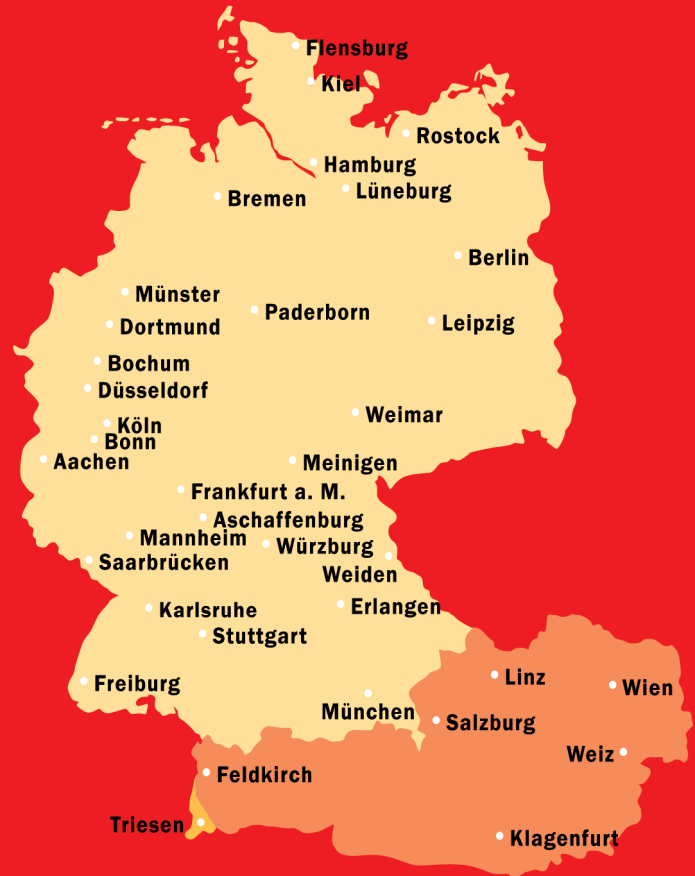 Flensburg
Kiel
Rostock
Hamburg
Lüneburg
Bremen
Berlin
Münster
Paderborn
Dortmund
Leipzig
Bochum
Düsseldorf
Weimar
Köln
Bonn
Aachen
Meinigen
Frankfurt a. M.
Aschaffenburg
Mannheim
Würzburg
Saarbrücken
Weiden
Karlsruhe
Erlangen
Stuttgart
Linz
Freiburg
Wien
München
Salzburg
Weiz
Feldkirch
Triesen
Klagenfurt